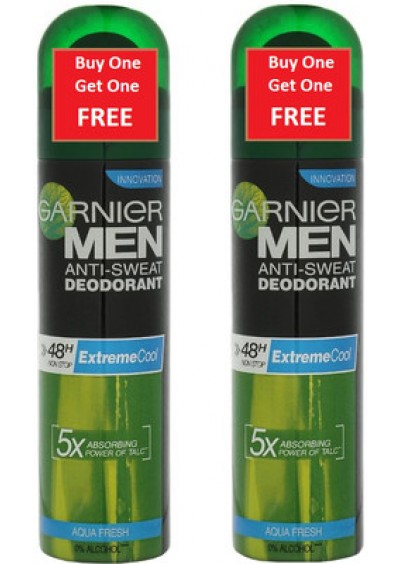 Buy One
Get One
FREE
INNOVATION
GARNIER
MEN
ANTI-SWEAT
DEODORANT
48H
NON STOP
ExtremeCool
5X ABSORBING
POWER OF TALC
AQUA FRESH
0% ALCOHOL
Buy One
Get One
FREE
INNOVATION
GARNIER
MEN
ANTI-SWEAT
DEODORANT
48H
NON STOP
ExtremeCool
5X ABSORBING
POWER OF TALC
AQUA FRESH
0% ALCOHOL